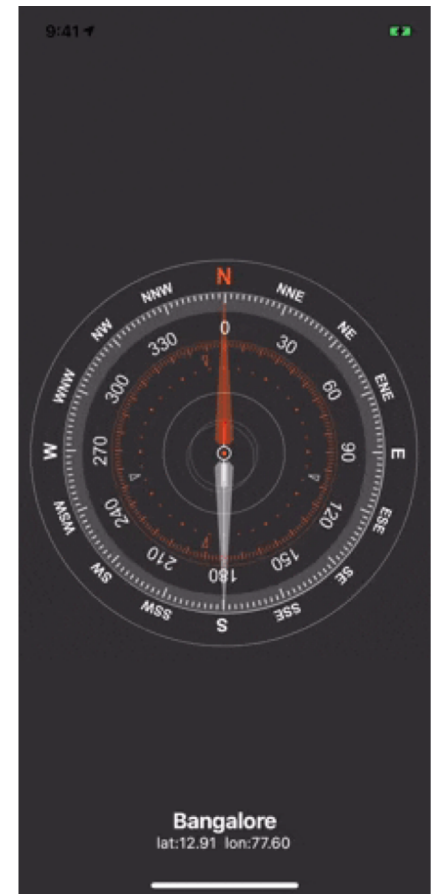 9:41
N
NNW
NNE
NW
NE
WNW
ENE
W
E
WSW
ESE
SW
SE
SSW
SSE
S
0
330
30
300
60
270
90
240
120
210
150
180
Bangalore
lat:12.91 lon:77.60